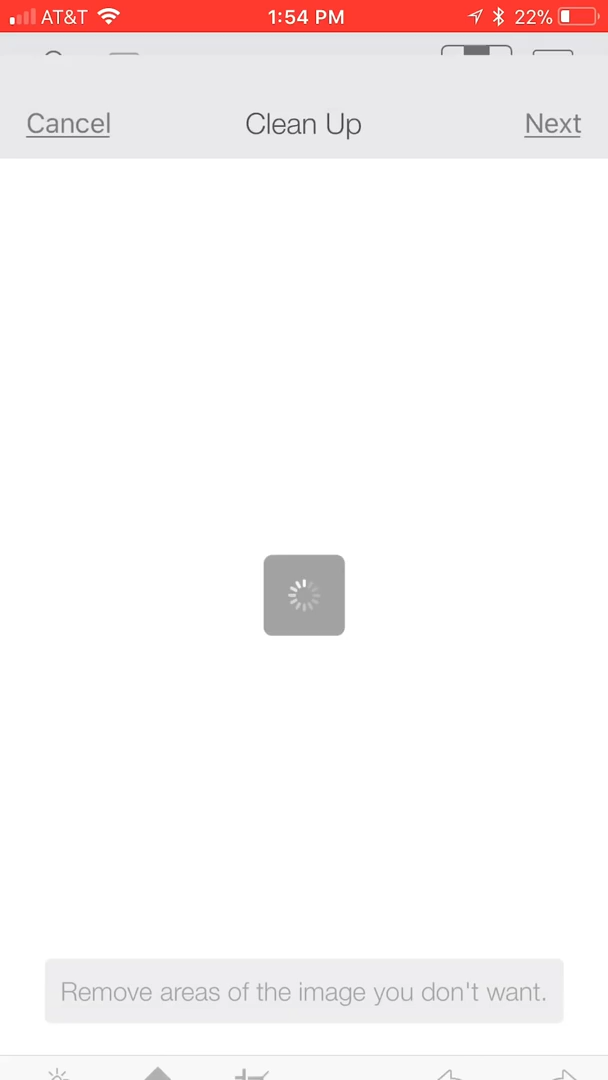 AT&T 1:54 PM 22%
Cancel Clean Up Next
Remove areas of the image you don't want.